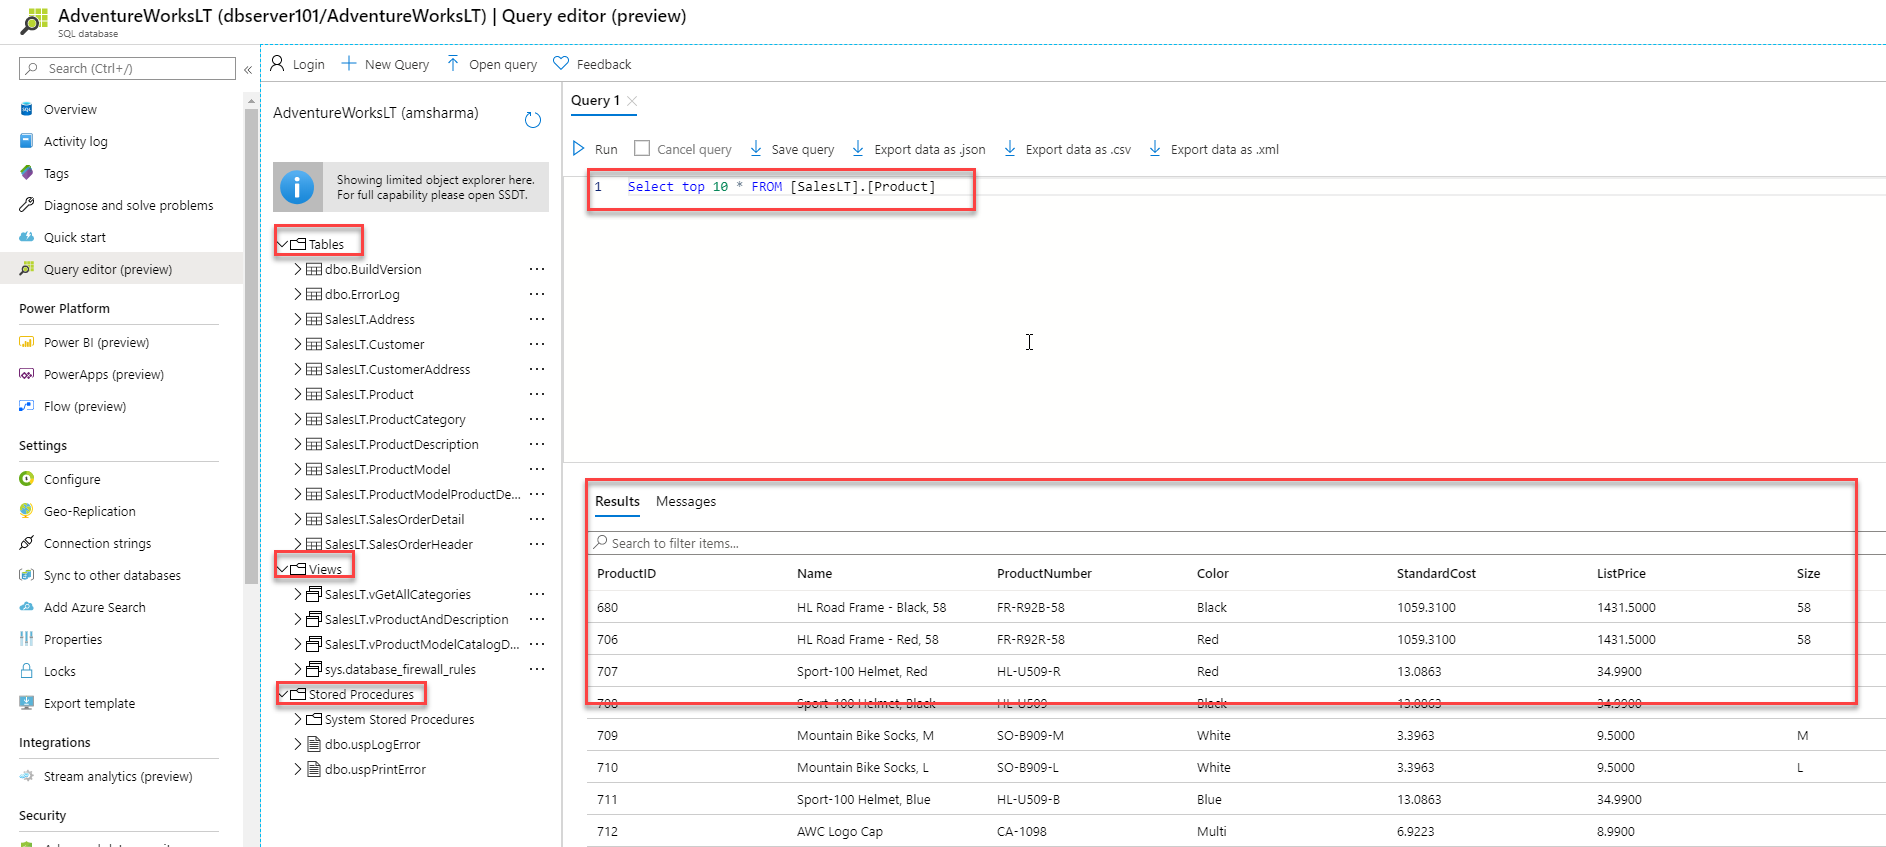 AdventureWorksLT (dbserver101/AdventureWorksLT) | Query editor (preview)
SQL database
Search (Ctrl+/)
«
Overview
Activity log
Tags
Diagnose and solve problems
Quick start
Query editor (preview)
Power Platform
Power BI (preview)
PowerApps (preview)
Flow (preview)
Settings
Configure
Geo-Replication
Connection strings
Sync to other databases
Add Azure Search
Properties
Locks
Export template
Integrations
Stream analytics (preview)
Security
Login New Query Open query Feedback
AdventureWorksLT (amsharma)
Showing limited object explorer here.
For full capability please open SSDT.
Tables
dbo.BuildVersion ...
dbo.ErrorLog ...
SalesLT.Address ...
SalesLT.Customer ...
SalesLT.CustomerAddress ...
SalesLT.Product ...
SalesLT.ProductCategory ...
SalesLT.ProductDescription ...
SalesLT.ProductModel ...
SalesLT.ProductModelProductDe... ...
SalesLT.SalesOrderDetail ...
SalesLT.SalesOrderHeader ...
Views
SalesLT.vGetAllCategories ...
SalesLT.vProductAndDescription ...
SalesLT.vProductModelCatalogD... ...
sys.database_firewall_rules ...
Stored Procedures
System Stored Procedures
dbo.uspLogError
dbo.uspPrintError
Query 1
Run Cancel query Save query Export data as .json Export data as .csv Export data as .xml
1 Select top 10 * FROM [SalesLT].[Product]
Results Messages
Search to filter items...
ProductID Name ProductNumber Color StandardCost ListPrice Size
680 HL Road Frame - Black, 58 FR-R92B-58 Black 1059.3100 1431.5000 58
706 HL Road Frame - Red, 58 FR-R92R-58 Red 1059.3100 1431.5000 58
707 Sport-100 Helmet, Red HL-U509-R Red 13.0863 34.9900
708 Sport-100 Helmet, Black HL-U509 Black 13.0863 34.9900
709 Mountain Bike Socks, M SO-B909-M White 3.3963 9.5000 M
710 Mountain Bike Socks, L SO-B909-L White 3.3963 9.5000 L
711 Sport-100 Helmet, Blue HL-U509-B Blue 13.0863 34.9900
712 AWC Logo Cap CA-1098 Multi 6.9223 8.9900